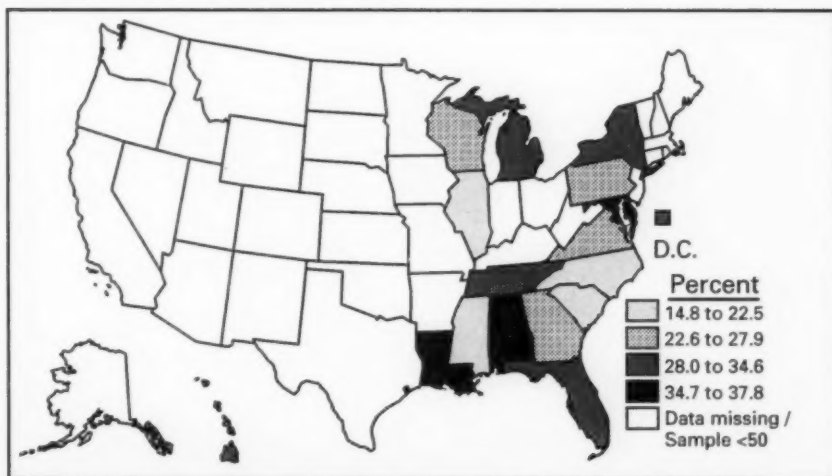 D.C.
Percent
14.8 to 22.5
22.6 to 27.9
28.0 to 34.6
34.7 to 37.8
Data missing /
Sample <50